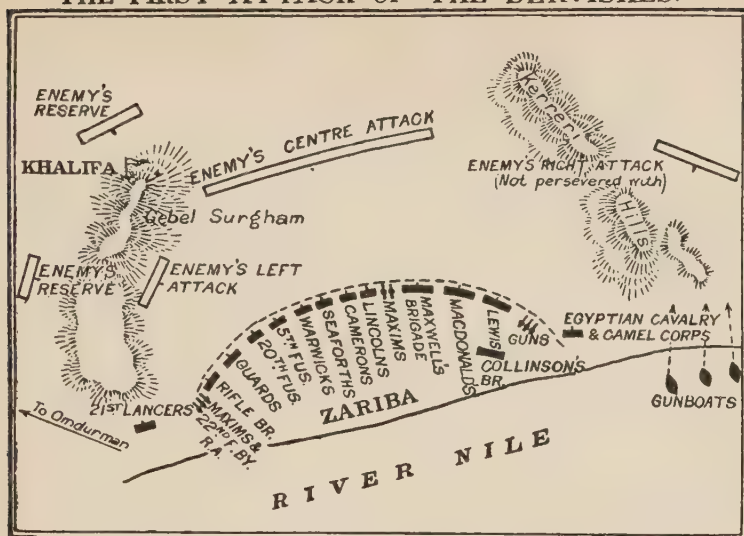 THE FIRST ATTACK OF THE DERVISHES.
ENEMY'S
RESERVE
KHALIFA
ENEMY'S CENTRE ATTACK
Kerreri
Hills
ENEMY'S RIGHT ATTACK
(Not persevered with)
Gebel Surgham
ENEMY'S
RESERVE
ENEMY'S LEFT
ATTACK
21ST LANCERS
To Omdurman
MAXIMS &
22ND F. BY.
R.A.
RIFLE BR.
GUARDS
20TH FUS.
5TH FUS.
WARWICKS
SEAFORTHS
CAMERONS
LINCOLNS
MAXIMS
MAXWELL'S
BRIGADE
MACDONALD'S
LEWIS
GUNS
COLLINSON'S
BR.
EGYPTIAN CAVALRY
& CAMEL CORPS
GUNBOATS
ZARIBA
RIVER NILE